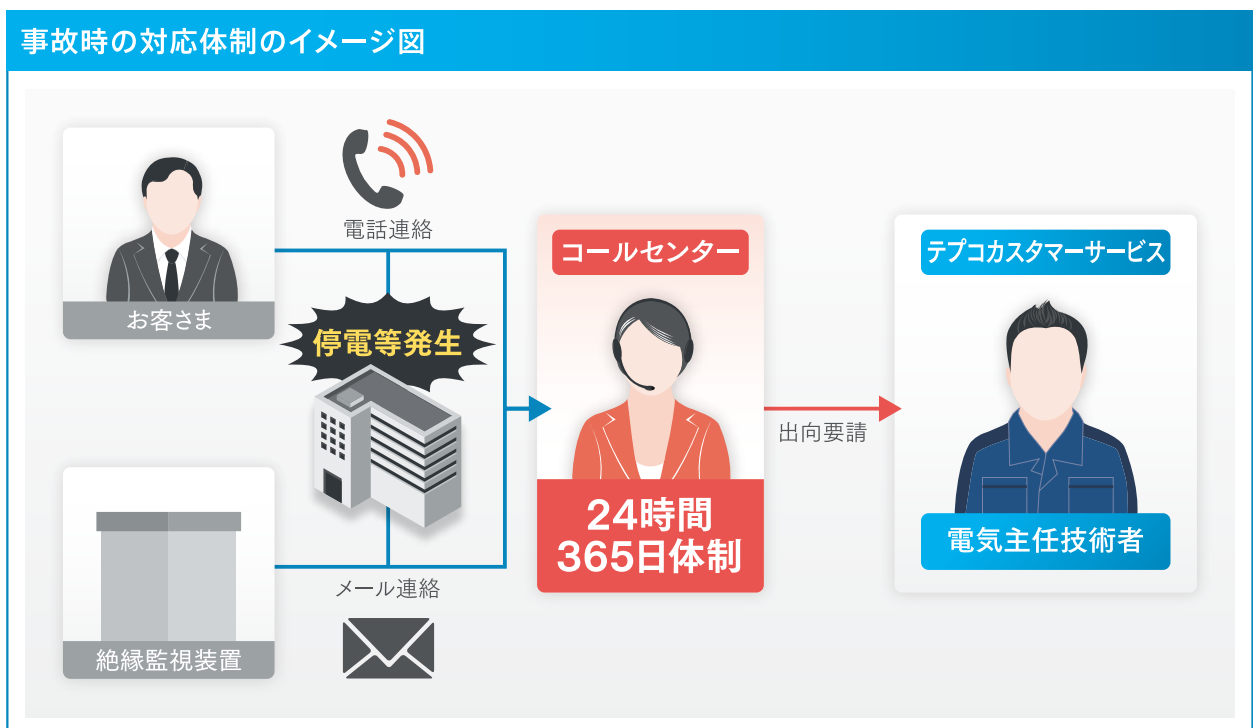 事故時の対応体制のイメージ図
お客さま
電話連絡
停電等発生
絶縁監視装置
メール連絡
コールセンター
24時間
365日体制
出向要請
テプコカスタマーサービス
電気主任技術者